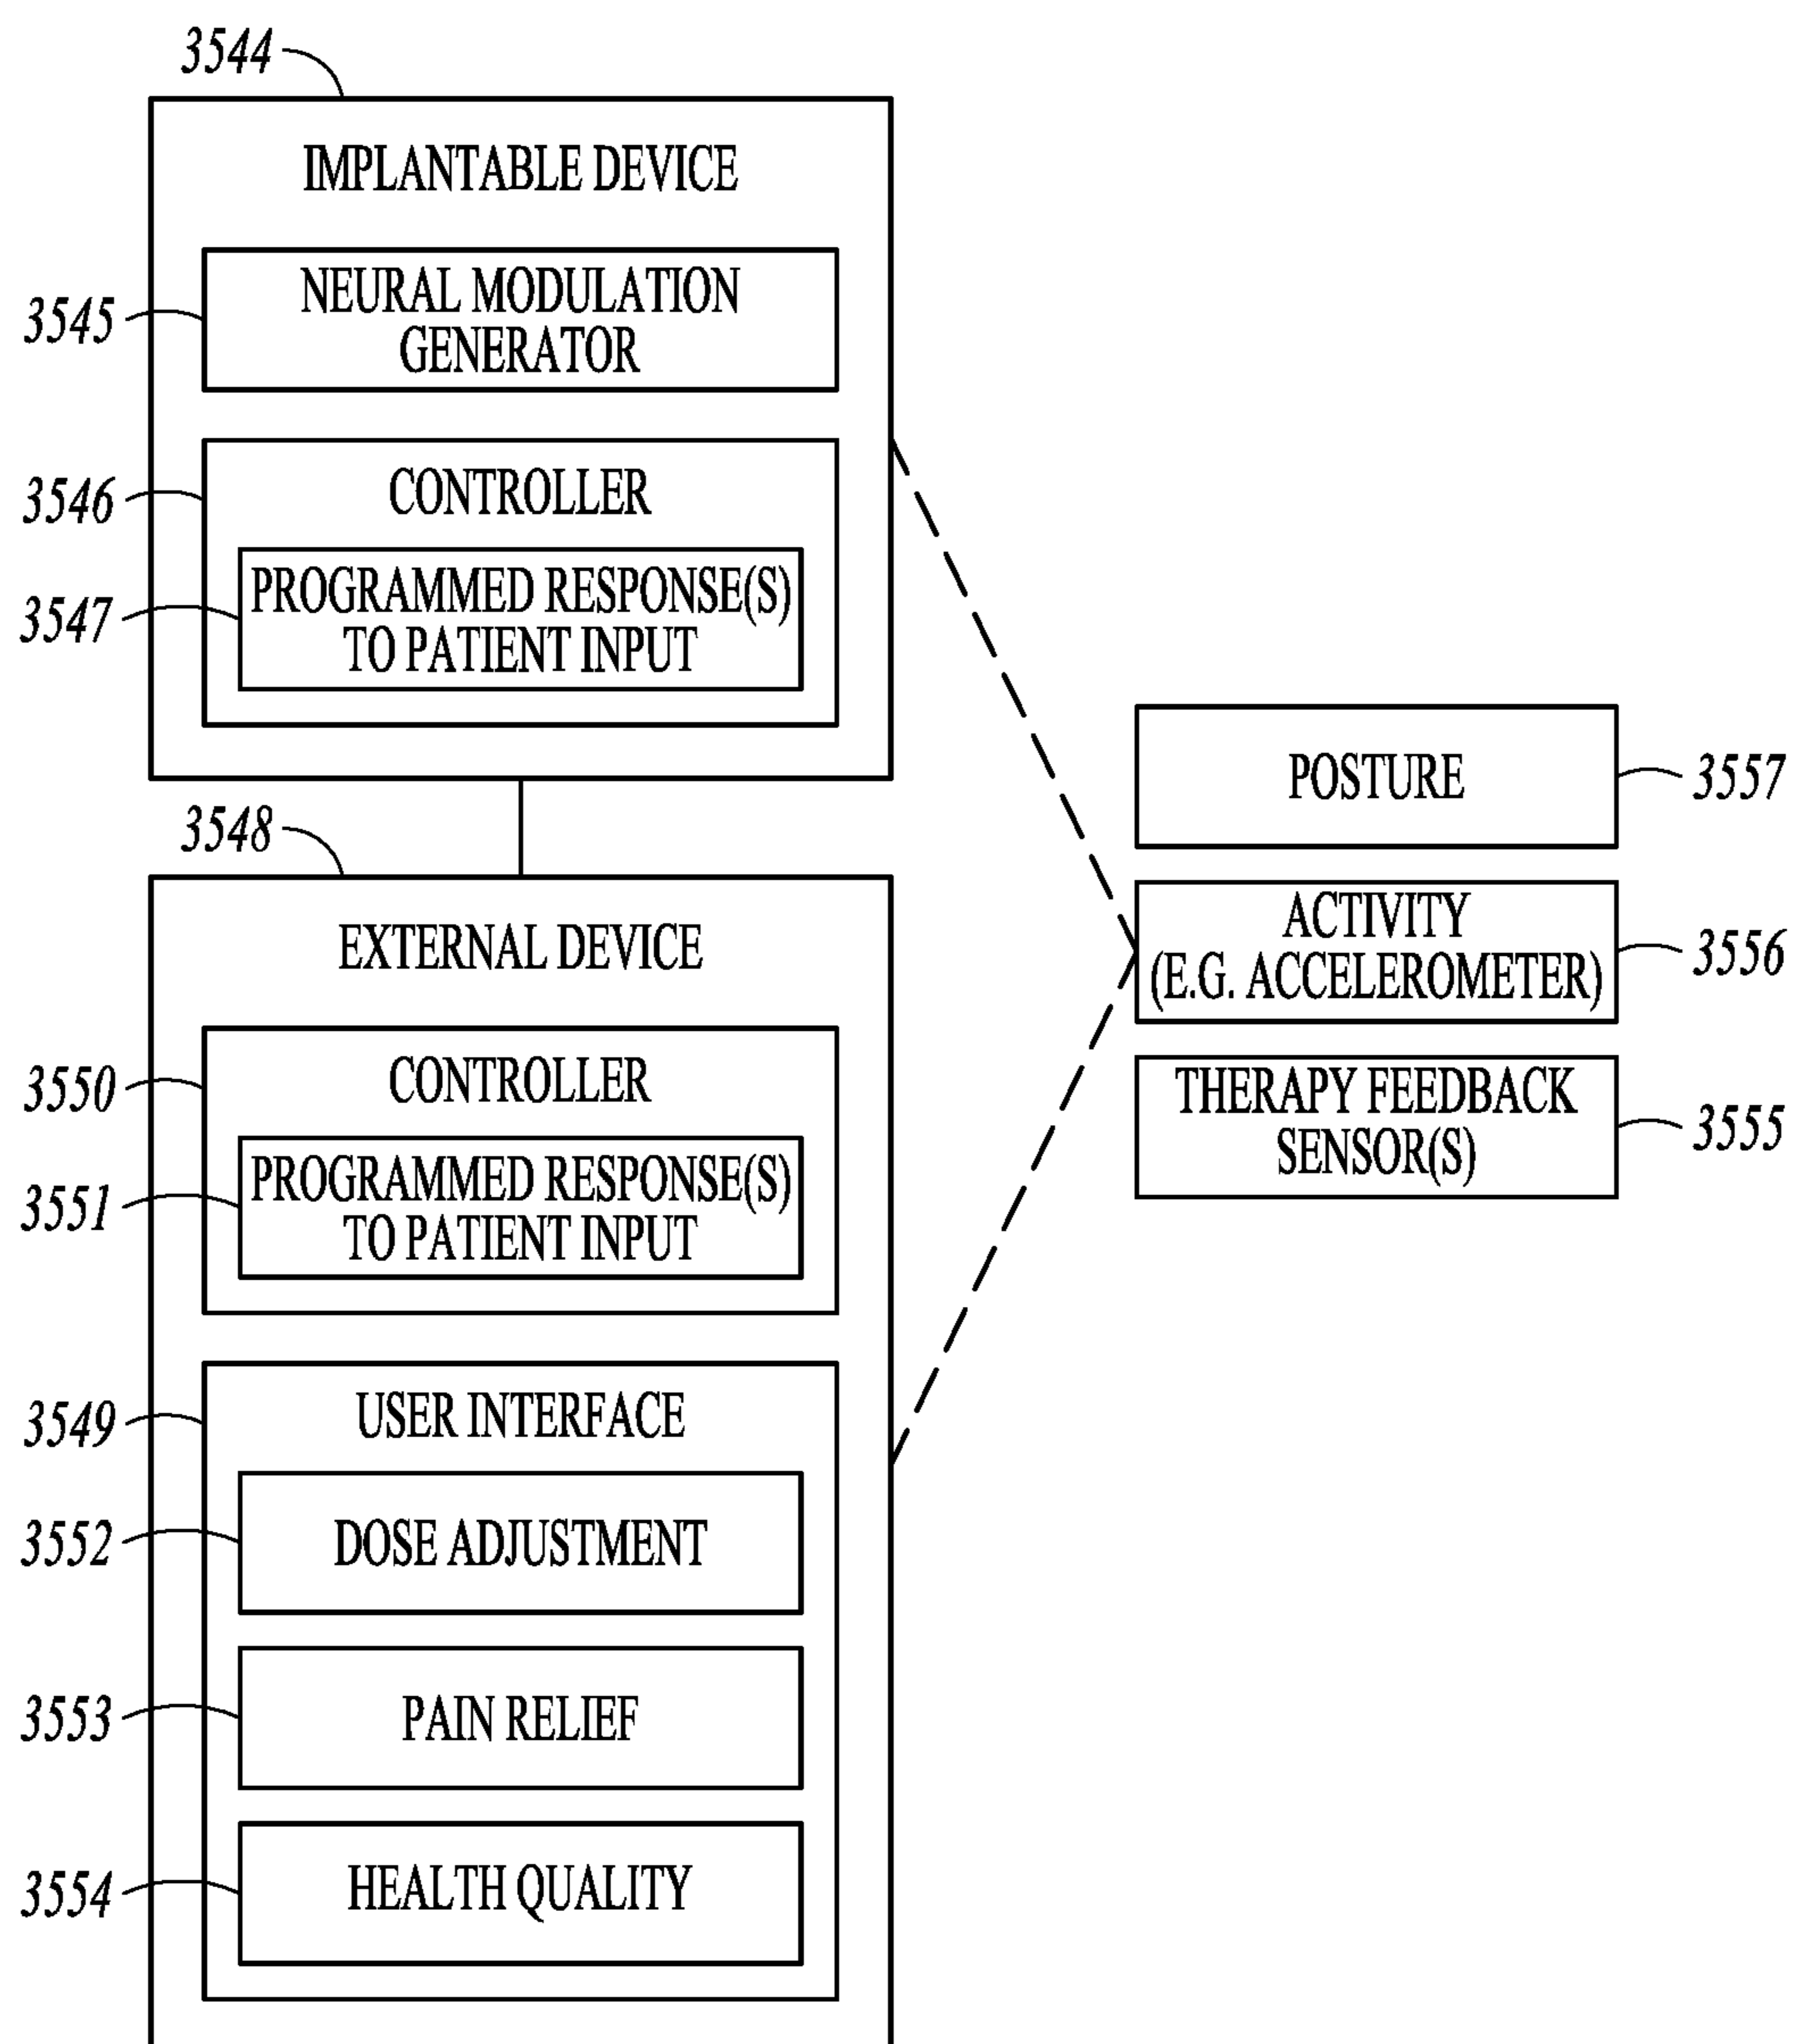 3544
IMPLANTABLE DEVICE
3545
NEURAL MODULATION
GENERATOR
3546
CONTROLLER
3547
PROGRAMMED RESPONSE(S)
TO PATIENT INPUT
3548
EXTERNAL DEVICE
3550
CONTROLLER
3551
PROGRAMMED RESPONSE(S)
TO PATIENT INPUT
3549
USER INTERFACE
3552
DOSE ADJUSTMENT
3553
PAIN RELIEF
3554
HEALTH QUALITY
POSTURE
3557
ACTIVITY
(E.G. ACCELEROMETER)
3556
THERAPY FEEDBACK
SENSOR(S)
3555